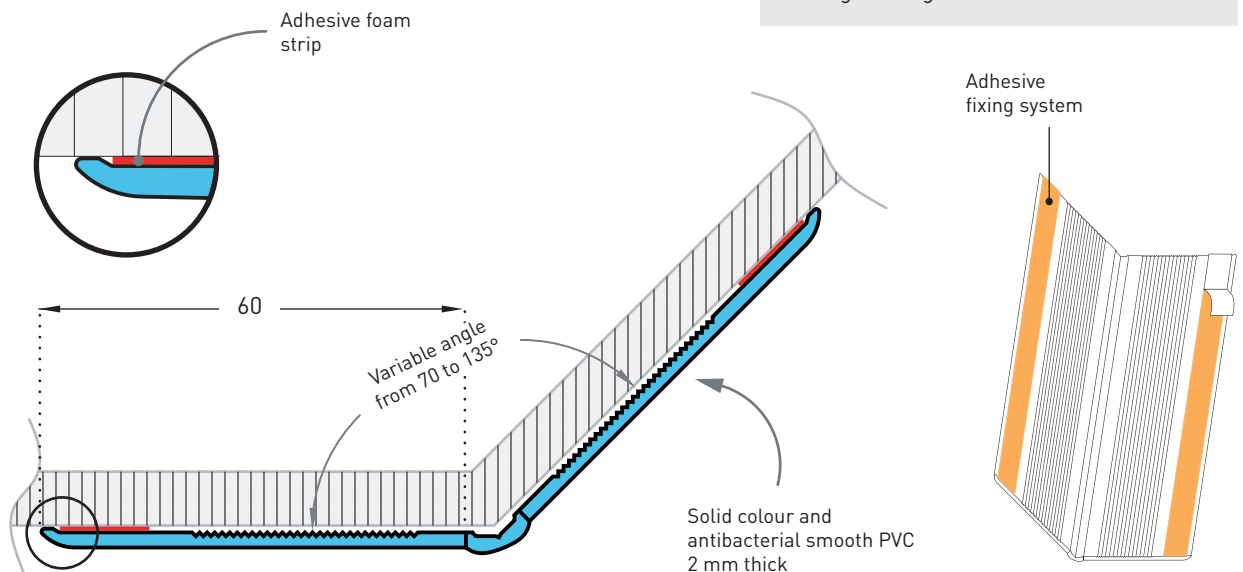 Adhesive foam
strip
Adhesive
fixing system
60
Variable angle
from 70 to 135°
Solid colour and
antibacterial smooth PVC
2 mm thick